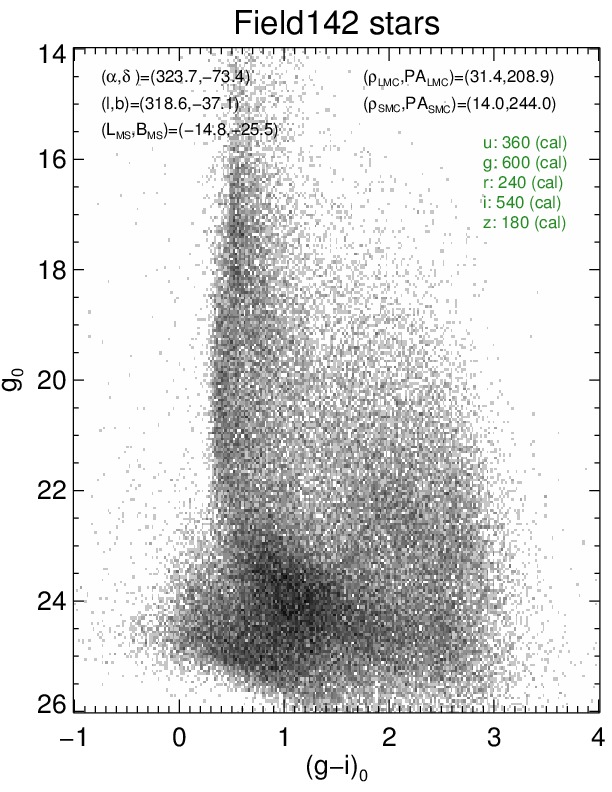 Field142 stars
(α,δ )=(323.7,−73.4)
(ρLMC,PALMC)=(31.4,208.9)
(l,b)=(318.6,−37.1)
(ρSMC,PASMC)=(14.0,244.0)
(LMS,BMS)=(−14.8,−25.5)
u: 360 (cal)
g: 600 (cal)
r: 240 (cal)
i: 540 (cal)
z: 180 (cal)
14
16
18
20
22
24
26
g0
−1 0 1 2 3 4
(g−i)0